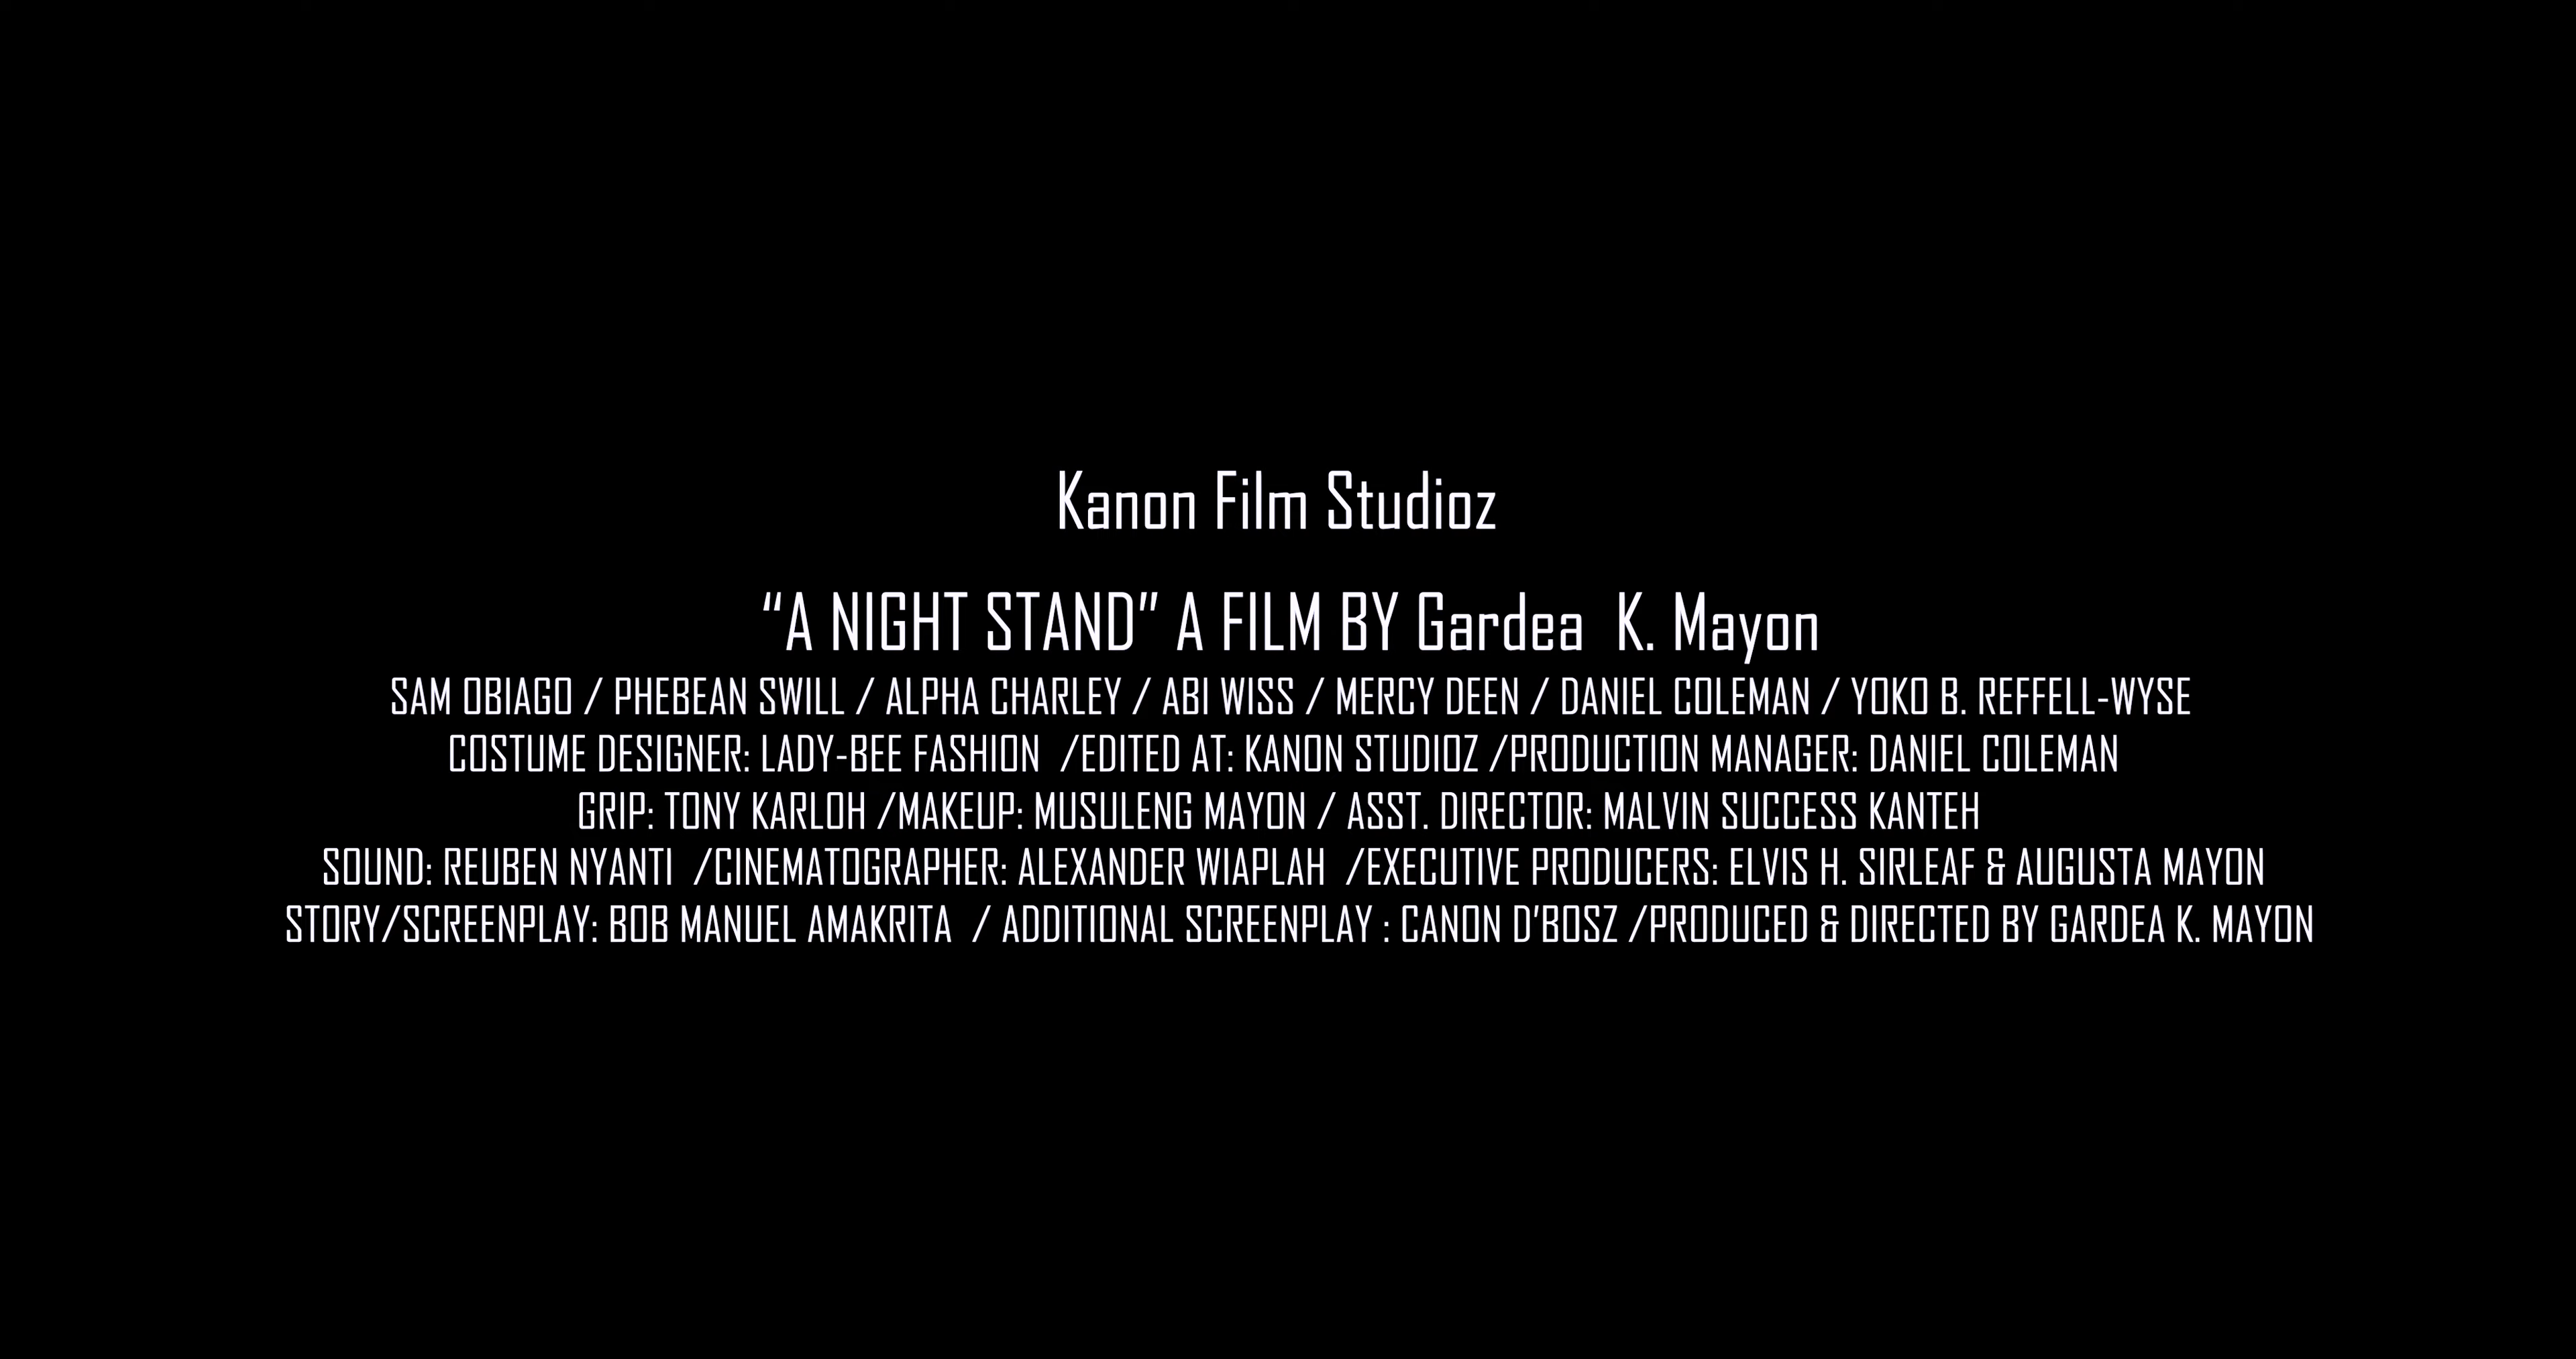 Kanon Film Studioz
“A NIGHT STAND” A FILM BY Gardea K. Mayon
SAM OBIAGO / PHEBEAN SWILL / ALPHA CHARLEY / ABI WISS / MERCY DEEN / DANIEL COLEMAN / YOKO B. REFFELL-WYSE
COSTUME DESIGNER: LADY-BEE FASHION /EDITED AT: KANON STUDIOZ /PRODUCTION MANAGER: DANIEL COLEMAN
GRIP: TONY KARLOH /MAKEUP: MUSULENG MAYON / ASST. DIRECTOR: MALVIN SUCCESS KANTEH
SOUND: REUBEN NYANTI /CINEMATOGRAPHER: ALEXANDER WIAPLAH /EXECUTIVE PRODUCERS: ELVIS H. SIRLEAF & AUGUSTA MAYON
STORY/SCREENPLAY: BOB MANUEL AMAKRITA / ADDITIONAL SCREENPLAY : CANON D’BOSZ /PRODUCED & DIRECTED BY GARDEA K. MAYON